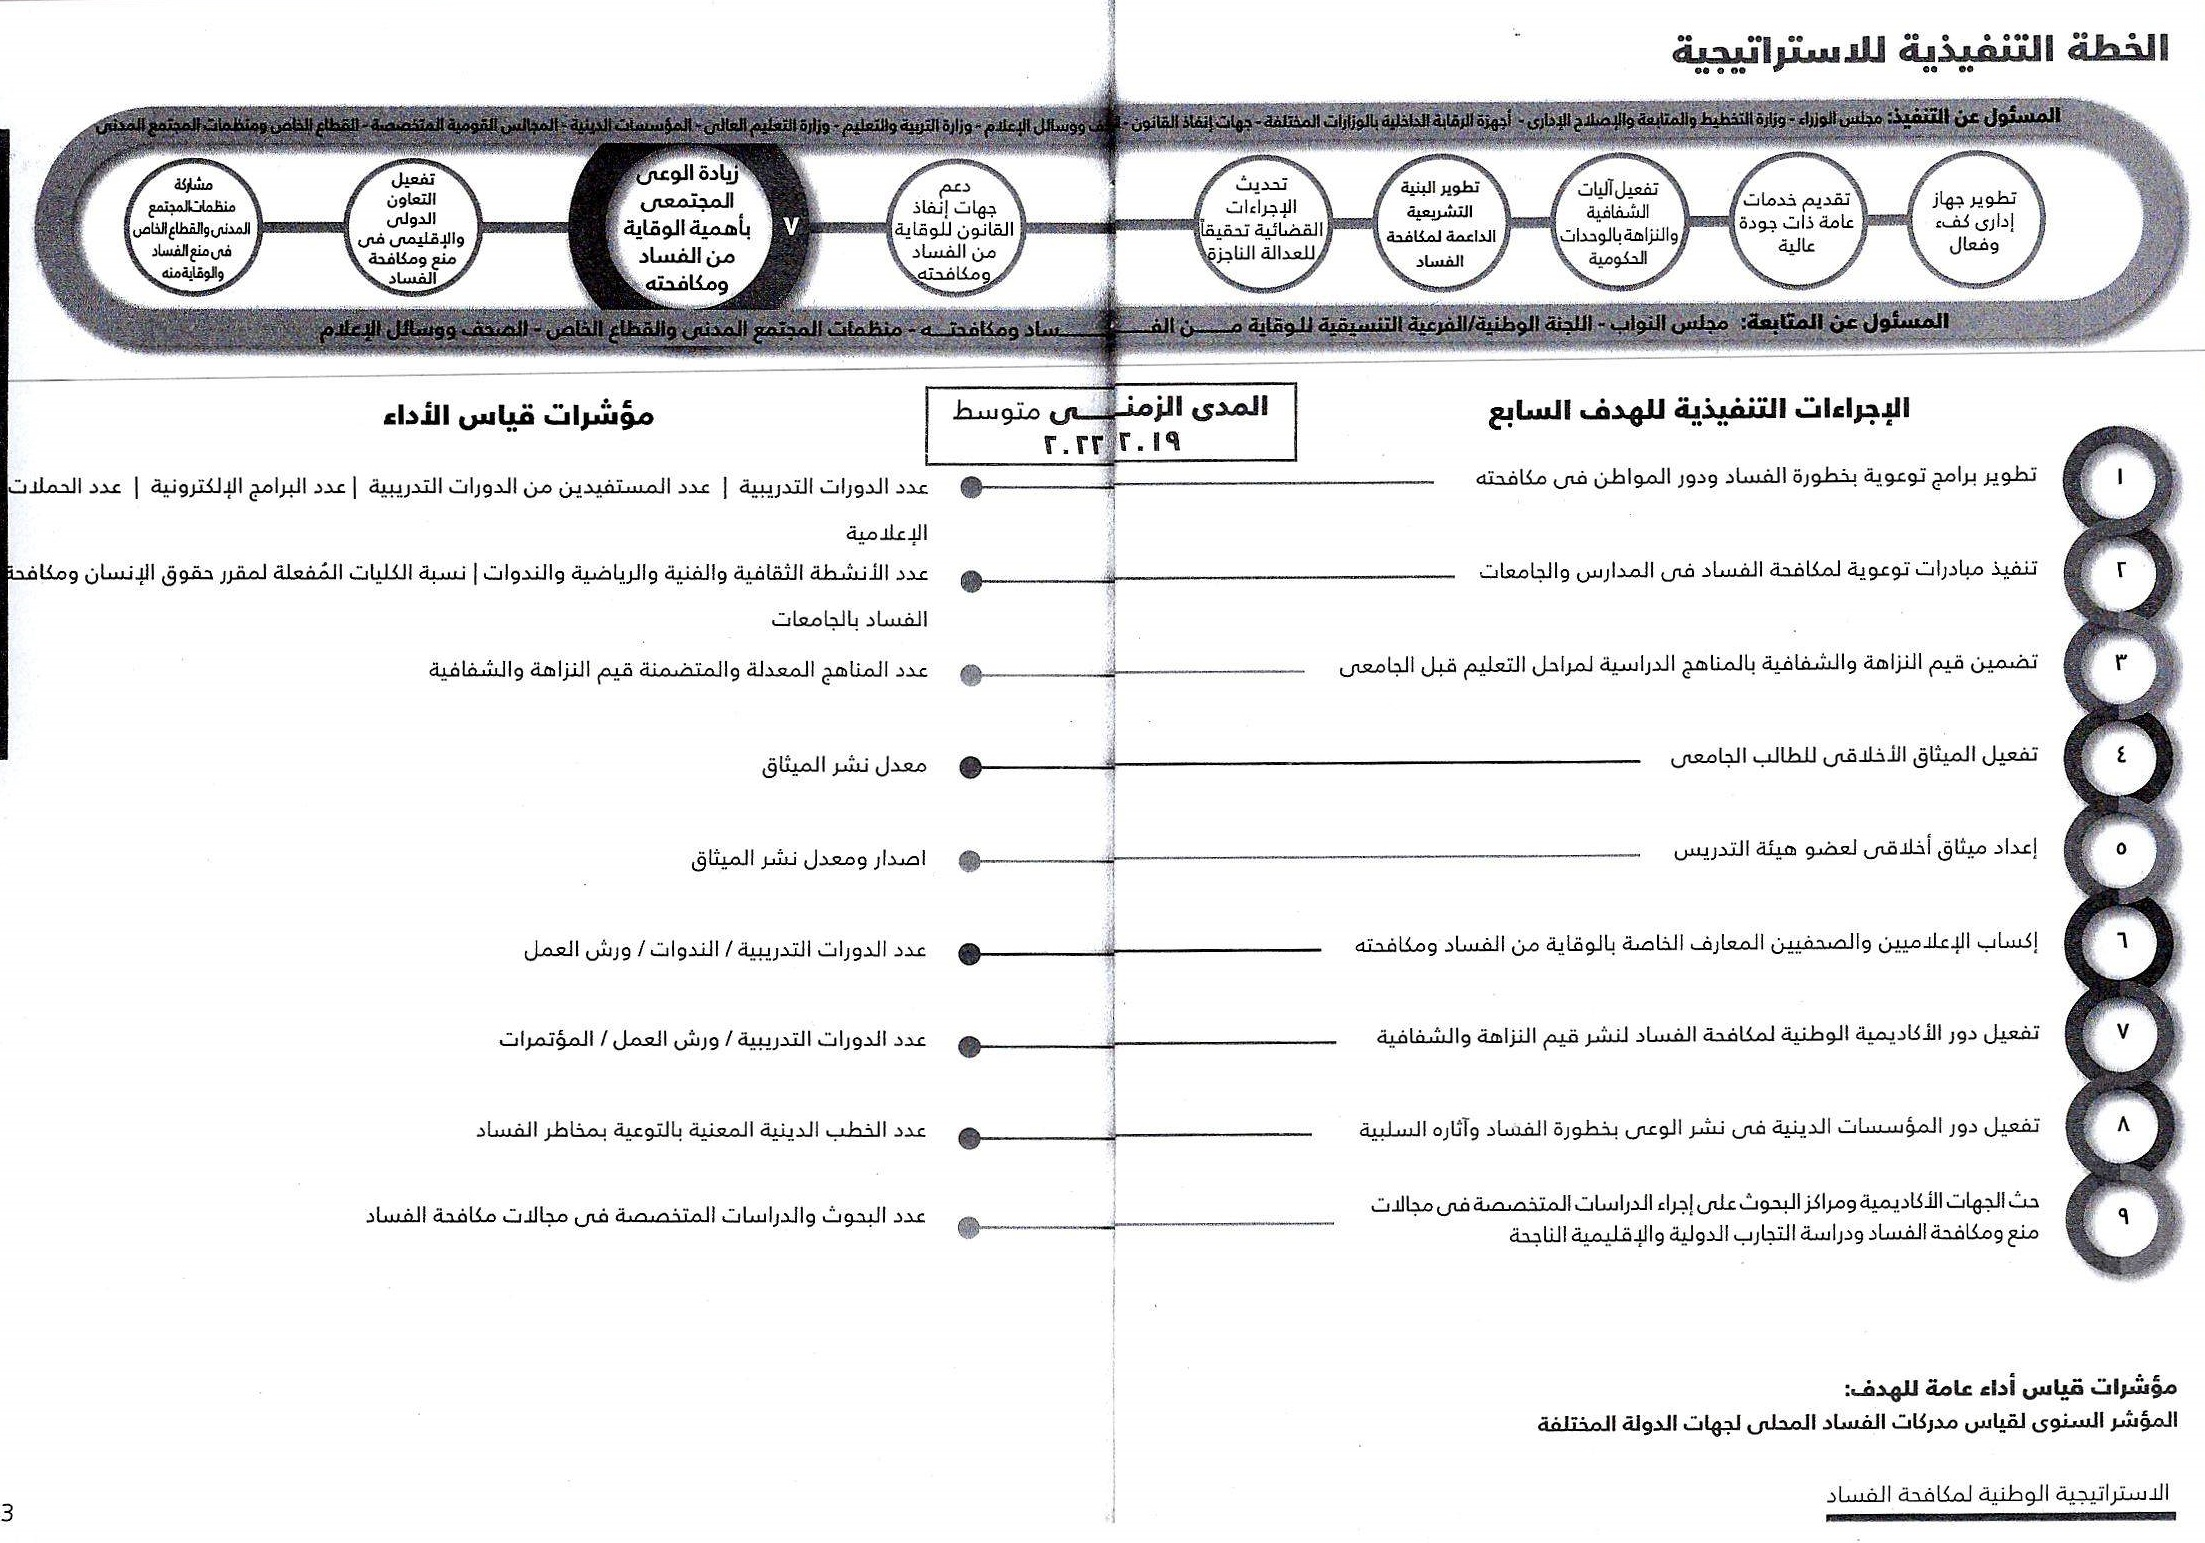 الخطة التنفيذية للاستراتيجية
المسئول عن التنفيذ: مجلس الوزراء - وزارة التخطيط والمتابعة والإصلاح الإدارى - أجهزة الرقابة الداخلية بالوزارات المختلفة - جهات إنفاذ القانون - ووسائل الإعلام - وزارة التربية والتعليم - وزارة التعليم العالى - المؤسسات الدينية - المجالس القومية المتخصصة - القطاع الخاص ومنظمات المجتمع المدنى
تطوير جهاز
إدارى كفء
وفعال
تقديم خدمات
عامة ذات جودة
عالية
تفعيل آليات
الشفافية
والنزاهة بالوحدات
الحكومية
تطوير البنية
التشريعية
الداعمة لمكافحة
الفساد
تحديث
الإجراءات
القضائية تحقيقاً
للعدالة الناجزة
دعم
جهات إنفاذ
القانون للوقاية
من الفساد
ومكافحته
٧
زيادة الوعى
المجتمعى
بأهمية الوقاية
من الفساد
ومكافحته
تفعيل
التعاون
الدولى
والإقليمى فى
منع ومكافحة
الفساد
مشاركة
منظمات المجتمع
المدنى والقطاع الخاص
فى منع الفساد
والوقاية منه
المسئول عن المتابعة: مجلس النواب - اللجنة الوطنية/الفرعية التنسيقية للوقاية مـــن الفـــــــساد ومكافحتـــه - منظمات المجتمع المدنى والقطاع الخاص - الصحف ووسائل الإعلام
الإجراءات التنفيذية للهدف السابع
المدى الزمنــــى متوسط
٢٠١٩ ٢٠٢٢
مؤشرات قياس الأداء
١
تطوير برامج توعوية بخطورة الفساد ودور المواطن فى مكافحته
عدد الدورات التدريبية | عدد المستفيدين من الدورات التدريبية | عدد البرامج الإلكترونية | عدد الحملات
الإعلامية
٢
تنفيذ مبادرات توعوية لمكافحة الفساد فى المدارس والجامعات
عدد الأنشطة الثقافية والفنية والرياضية والندوات | نسبة الكليات المُفعلة لمقرر حقوق الإنسان ومكافحة
الفساد بالجامعات
٣
تضمين قيم النزاهة والشفافية بالمناهج الدراسية لمراحل التعليم قبل الجامعى
عدد المناهج المعدلة والمتضمنة قيم النزاهة والشفافية
٤
تفعيل الميثاق الأخلاقى للطالب الجامعى
معدل نشر الميثاق
٥
إعداد ميثاق أخلاقى لعضو هيئة التدريس
اصدار ومعدل نشر الميثاق
٦
إكساب الإعلاميين والصحفيين المعارف الخاصة بالوقاية من الفساد ومكافحته
عدد الدورات التدريبية / الندوات / ورش العمل
٧
تفعيل دور الأكاديمية الوطنية لمكافحة الفساد لنشر قيم النزاهة والشفافية
عدد الدورات التدريبية / ورش العمل / المؤتمرات
٨
تفعيل دور المؤسسات الدينية فى نشر الوعى بخطورة الفساد وآثاره السلبية
عدد الخطب الدينية المعنية بالتوعية بمخاطر الفساد
٩
حث الجهات الأكاديمية ومراكز البحوث على إجراء الدراسات المتخصصة فى مجالات
منع ومكافحة الفساد ودراسة التجارب الدولية والإقليمية الناجحة
عدد البحوث والدراسات المتخصصة فى مجالات مكافحة الفساد
مؤشرات قياس أداء عامة للهدف:
المؤشر السنوى لقياس مدركات الفساد المحلى لجهات الدولة المختلفة
الاستراتيجية الوطنية لمكافحة الفساد
3